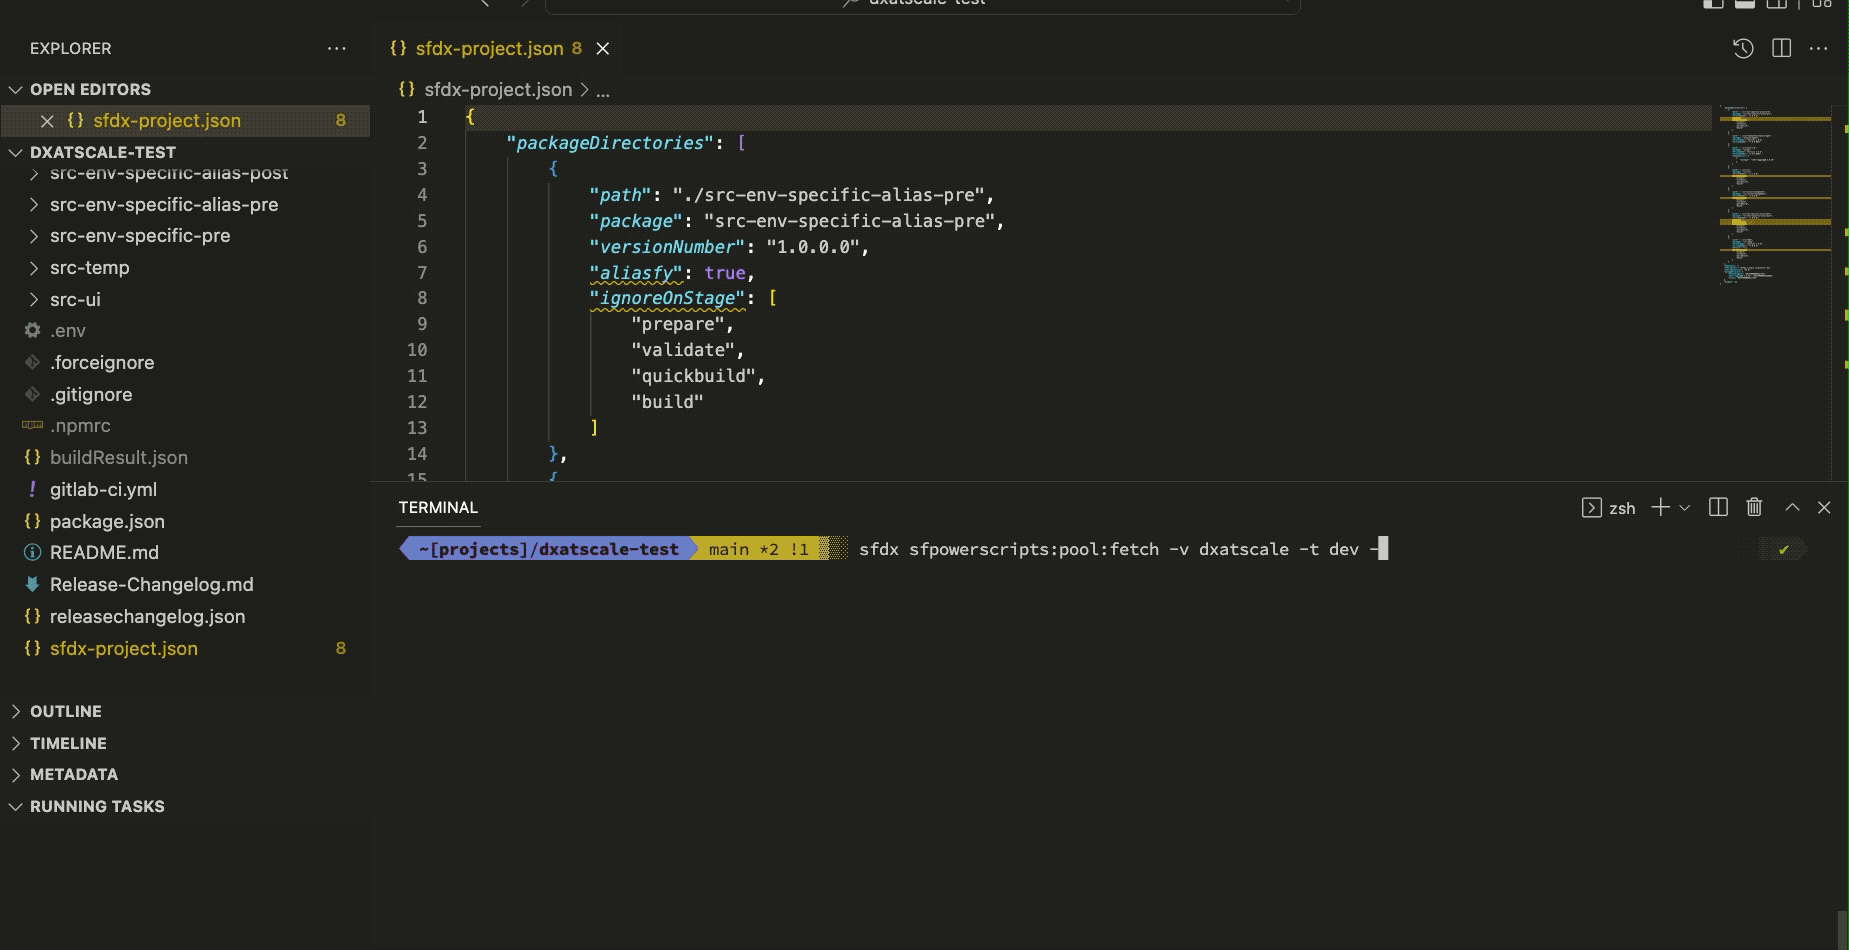 dxatscale-test
EXPLORER
sfdx-project.json 8
OPEN EDITORS
sfdx-project.json > ...
sfdx-project.json 8
DXATSCALE-TEST
src-env-specific-alias-post
src-env-specific-alias-pre
src-env-specific-pre
src-temp
src-ui
.env
.forceignore
.gitignore
.npmrc
buildResult.json
gitlab-ci.yml
package.json
README.md
Release-Changelog.md
releasechangelog.json
sfdx-project.json 8
OUTLINE
TIMELINE
METADATA
RUNNING TASKS
1 {
2 "packageDirectories": [
3 {
4 "path": "./src-env-specific-alias-pre",
5 "package": "src-env-specific-alias-pre",
6 "versionNumber": "1.0.0.0",
7 "aliasfy": true,
8 "ignoreOnStage": [
9 "prepare",
10 "validate",
11 "quickbuild",
12 "build"
13 ]
14 },
15 {
TERMINAL
zsh
~[projects]/dxatscale-test main *2 !1 sfdx sfpowerscripts:pool:fetch -v dxatscale -t dev -